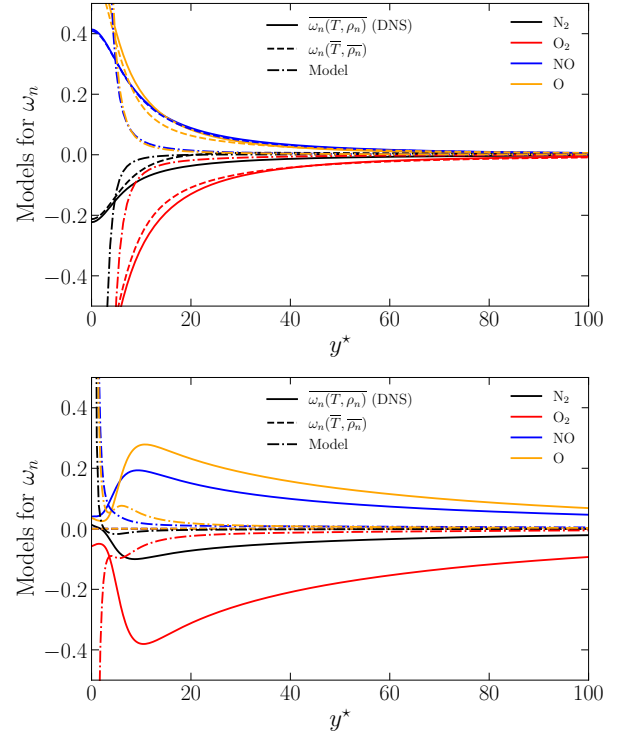 Models for ωₙ
0.4
0.2
0.0
−0.2
−0.4
ωₙ(T, ρₙ) (DNS)
ωₙ(T, ρₙ)
Model
N₂
O₂
NO
O
0 20 40 60 80 100
y⋆
Models for ωₙ
0.4
0.2
0.0
−0.2
−0.4
ωₙ(T, ρₙ) (DNS)
ωₙ(T, ρₙ)
Model
N₂
O₂
NO
O
0 20 40 60 80 100
y⋆